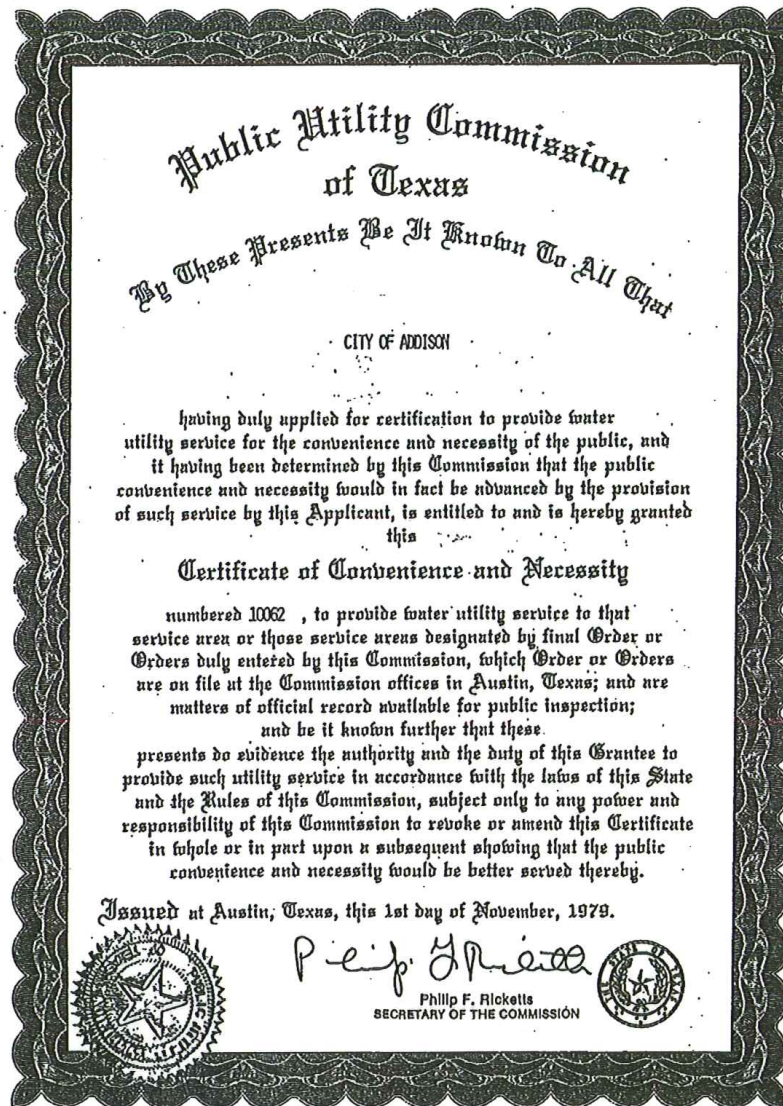 Public Utility Commission
of Texas
By These Presents Be It Known To All That
CITY OF ADDISON
having duly applied for certification to provide water
utility service for the convenience and necessity of the public, and
it having been determined by this Commission that the public
convenience and necessity would in fact be advanced by the provision
of such service by this Applicant, is entitled to and is hereby granted
this
Certificate of Convenience and Necessity
numbered 10062 , to provide water utility service to that
service area or those service areas designated by final Order or
Orders duly entered by this Commission, which Order or Orders
are on file at the Commission offices in Austin, Texas; and are
matters of official record available for public inspection;
and be it known further that these
presents do evidence the authority and the duty of this Grantee to
provide such utility service in accordance with the laws of this State
and the Rules of this Commission, subject only to any power and
responsibility of this Commission to revoke or amend this Certificate
in whole or in part upon a subsequent showing that the public
convenience and necessity would be better served thereby.
Issued at Austin, Texas, this 1st day of November, 1979.
Philip F. Ricketts
SECRETARY OF THE COMMISSION
THE STATE OF TEXAS